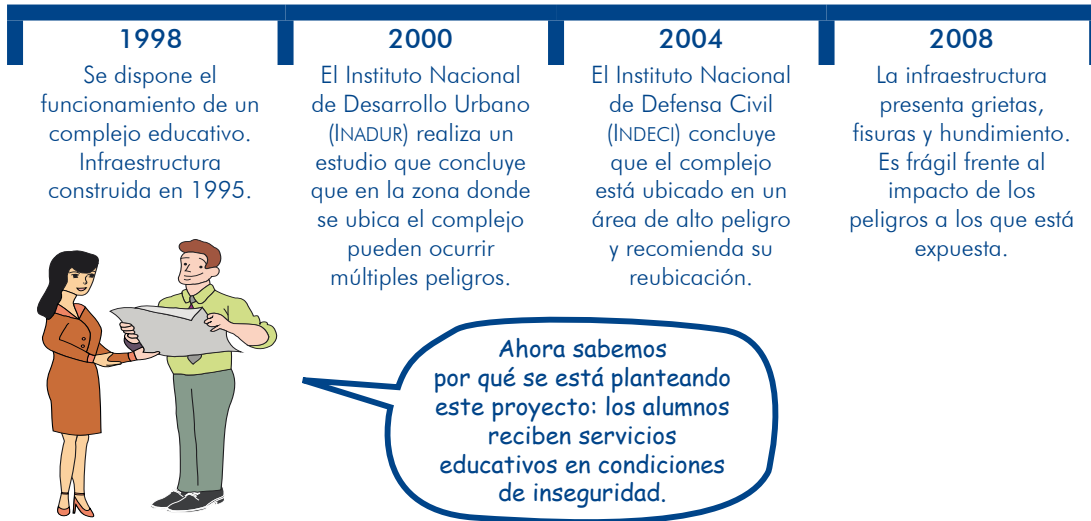 1998
Se dispone el
funcionamiento de un
complejo educativo.
Infraestructura
construida en 1995.
2000
El Instituto Nacional
de Desarrollo Urbano
(INADUR) realiza un
estudio que concluye
que en la zona donde
se ubica el complejo
pueden ocurrir
múltiples peligros.
2004
El Instituto Nacional
de Defensa Civil
(INDECI) concluye
que el complejo
está ubicado en un
área de alto peligro
y recomienda su
reubicación.
2008
La infraestructura
presenta grietas,
fisuras y hundimiento.
Es frágil frente al
impacto de los
peligros a los que está
expuesta.
Ahora sabemos
por qué se está planteando
este proyecto: los alumnos
reciben servicios
educativos en condiciones
de inseguridad.